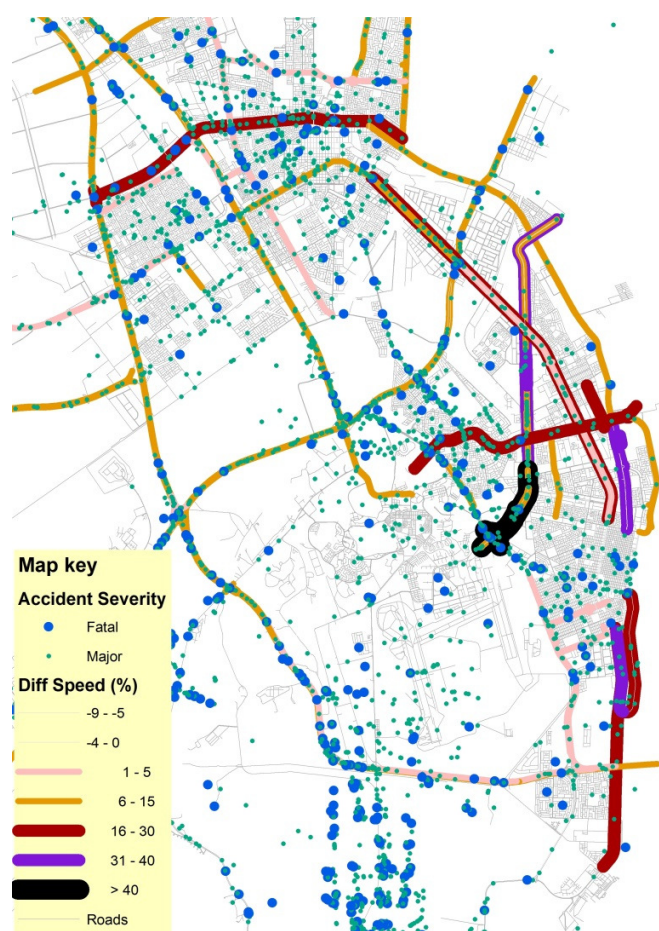 Map key
Accident Severity
Fatal
Major
Diff Speed (%)
-9 - -5
-4 - 0
1 - 5
6 - 15
16 - 30
31 - 40
> 40
Roads